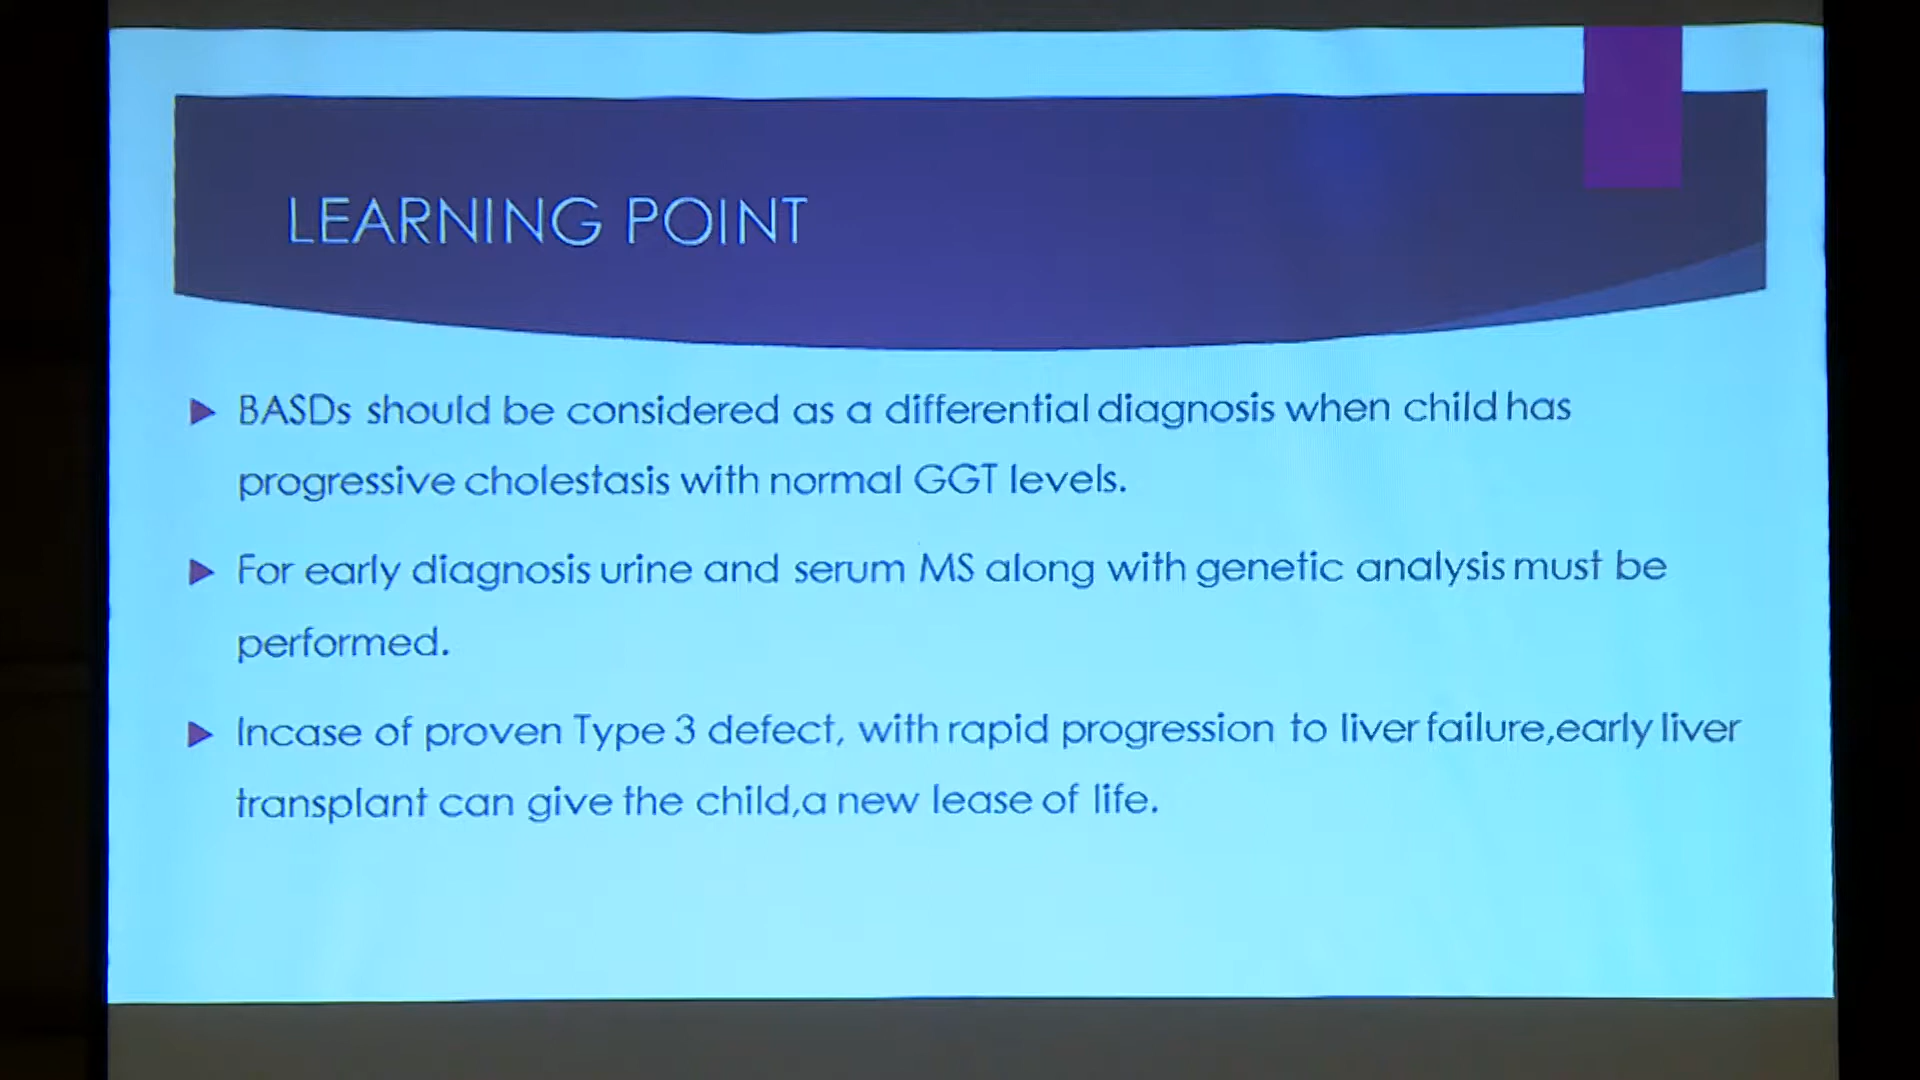 LEARNING POINT
BASDs should be considered as a differential diagnosis when child has
progressive cholestasis with normal GGT levels.
For early diagnosis urine and serum MS along with genetic analysis must be
performed.
Incase of proven Type 3 defect, with rapid progression to liver failure,early liver
transplant can give the child,a new lease of life.